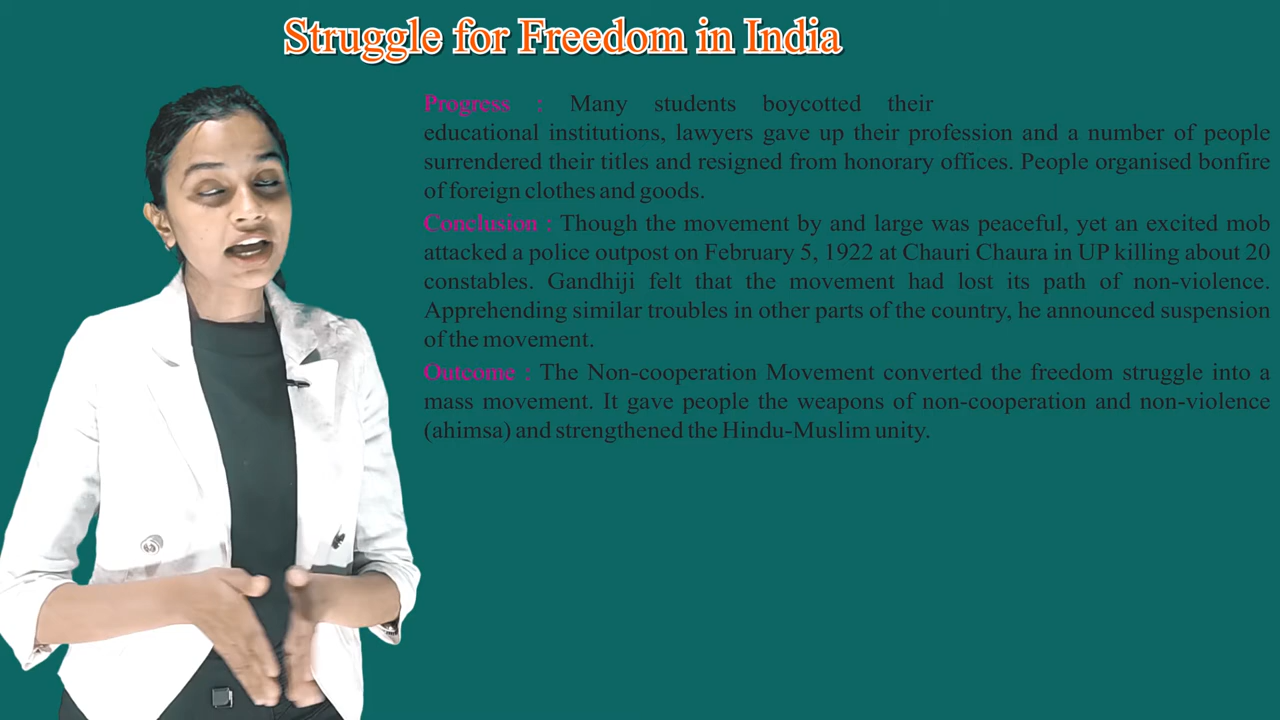 Struggle for Freedom in India
Progress : Many students boycotted their
educational institutions, lawyers gave up their profession and a number of people
surrendered their titles and resigned from honorary offices. People organised bonfire
of foreign clothes and goods.
Conclusion : Though the movement by and large was peaceful, yet an excited mob
attacked a police outpost on February 5, 1922 at Chauri Chaura in UP killing about 20
constables. Gandhiji felt that the movement had lost its path of non-violence.
Apprehending similar troubles in other parts of the country, he announced suspension
of the movement.
Outcome : The Non-cooperation Movement converted the freedom struggle into a
mass movement. It gave people the weapons of non-cooperation and non-violence
(ahimsa) and strengthened the Hindu-Muslim unity.